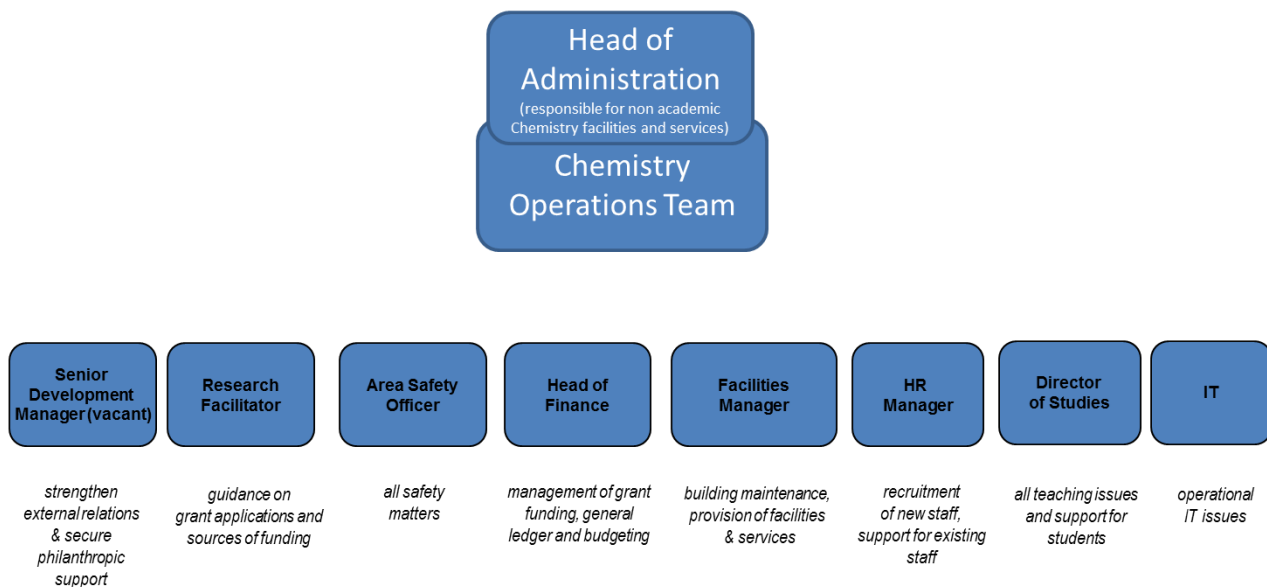 Head of
Administration
(responsible for non academic
Chemistry facilities and services)
Chemistry
Operations Team
Senior
Development
Manager (vacant)
Research
Facilitator
Area Safety
Officer
Head of
Finance
Facilities
Manager
HR
Manager
Director
of Studies
IT
strengthen
external relations
& secure
philanthropic
support
guidance on
grant applications and
sources of funding
all safety
matters
management of grant
funding, general
ledger and budgeting
building maintenance,
provision of facilities
& services
recruitment
of new staff,
support for existing
staff
all teaching issues
and support for
students
operational
IT issues